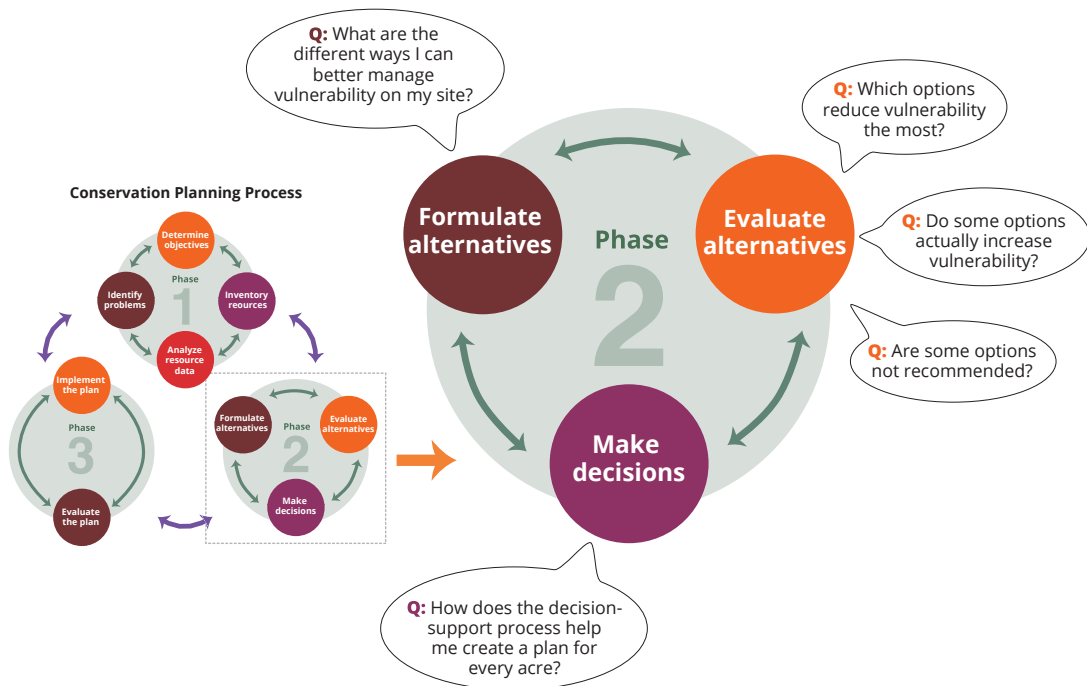 Q: What are the
different ways I can
better manage
vulnerability on my site?
Q: Which options
reduce vulnerability
the most?
Formulate
alternatives
Evaluate
alternatives
Phase
2
Q: Do some options
actually increase
vulnerability?
Q: Are some options
not recommended?
Make
decisions
Q: How does the decision-
support process help
me create a plan for
every acre?
Conservation Planning Process
Determine
objectives
Identify
problems
Phase
1
Inventory
reources
Analyze
resource
data
Implement
the plan
Phase
3
Evaluate
the plan
Formulate
alternatives
Phase
2
Evaluate
alternatives
Make
decisions